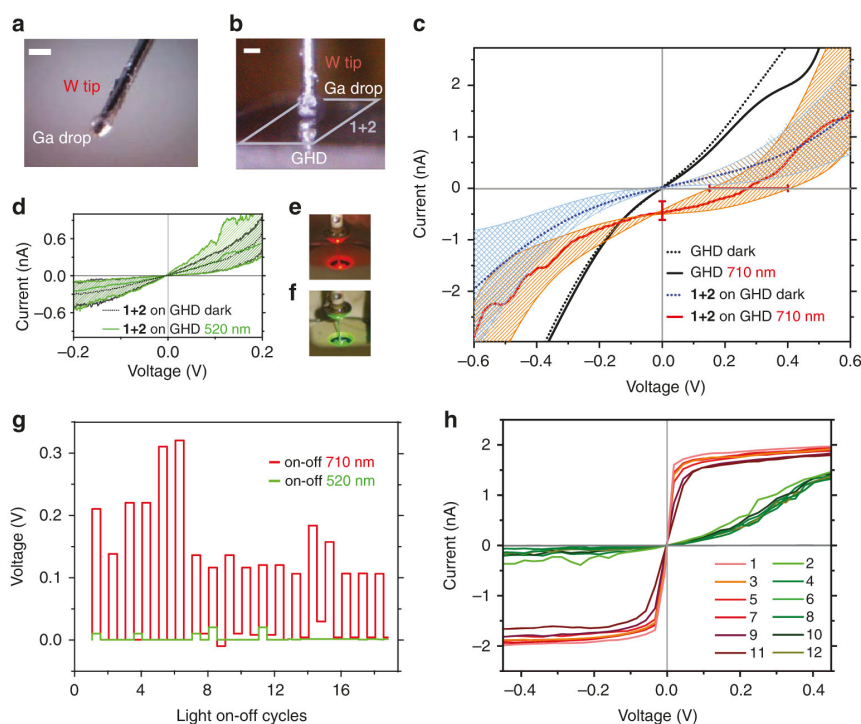 a
W tip
Ga drop
b
W tip
Ga drop
1+2
GHD
c
Current (nA)
2
1
0
−1
−2
GHD dark
GHD 710 nm
1+2 on GHD dark
1+2 on GHD 710 nm
−0.6
−0.4
−0.2
0.0
0.2
0.4
0.6
Voltage (V)
d
Current (nA)
0.6
0.0
−0.6
1+2 on GHD dark
1+2 on GHD 520 nm
−0.2
0.0
0.2
Voltage (V)
e
f
g
Voltage (V)
0.3
0.2
0.1
0.0
on-off 710 nm
on-off 520 nm
0
4
8
12
16
Light on-off cycles
h
Current (nA)
2
1
0
−1
−2
1 2
3 4
5 6
7 8
9 10
11 12
−0.4
−0.2
0.0
0.2
0.4
Voltage (V)